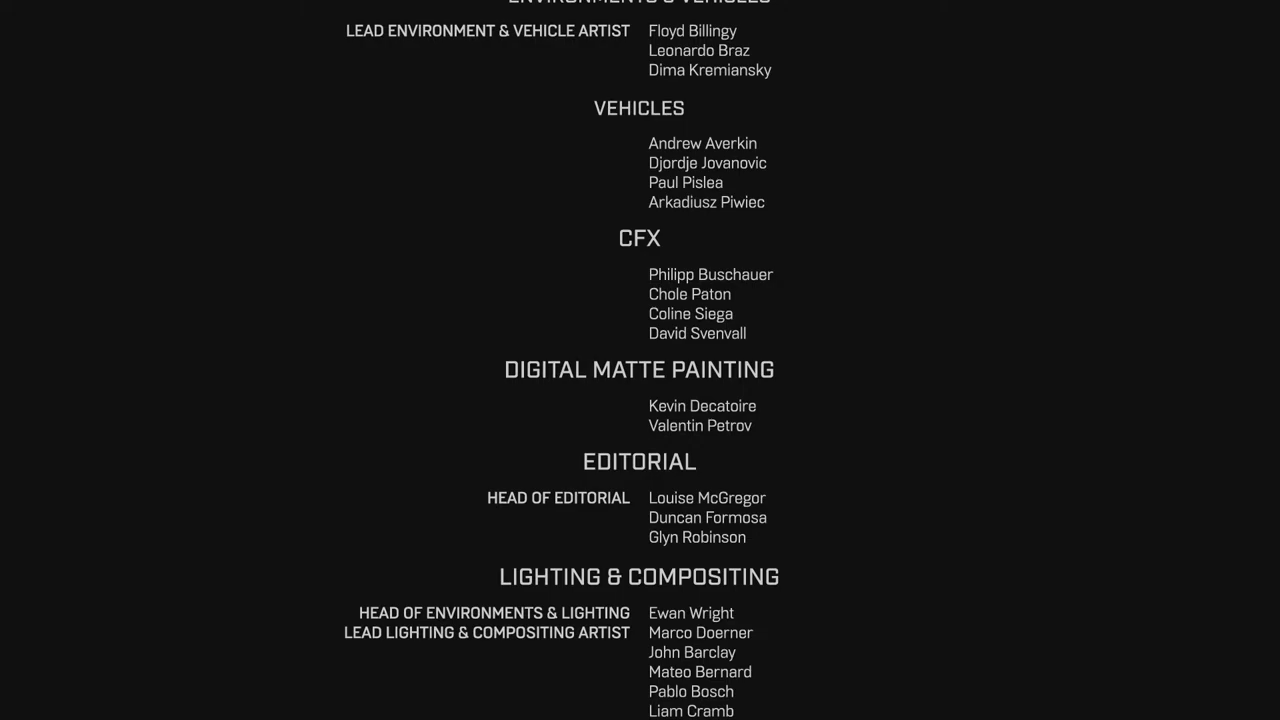 ENVIRONMENTS & VEHICLES
LEAD ENVIRONMENT & VEHICLE ARTIST Floyd Billingy
Leonardo Braz
Dima Kremiansky
VEHICLES
Andrew Averkin
Djordje Jovanovic
Paul Pislea
Arkadiusz Piwiec
CFX
Philipp Buschauer
Chole Paton
Coline Siega
David Svenvall
DIGITAL MATTE PAINTING
Kevin Decatoire
Valentin Petrov
EDITORIAL
HEAD OF EDITORIAL Louise McGregor
Duncan Formosa
Glyn Robinson
LIGHTING & COMPOSITING
HEAD OF ENVIRONMENTS & LIGHTING Ewan Wright
LEAD LIGHTING & COMPOSITING ARTIST Marco Doerner
John Barclay
Mateo Bernard
Pablo Bosch
Liam Cramb